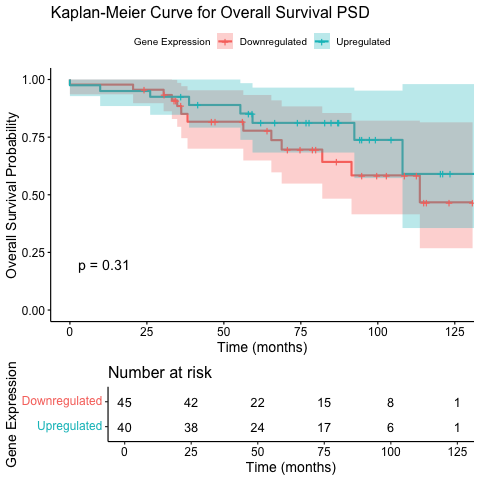 Kaplan-Meier Curve for Overall Survival PSD
Gene Expression Downregulated Upregulated
Overall Survival Probability
1.00
0.75
0.50
0.25
0.00
p = 0.31
0 25 50 75 100 125
Time (months)
Number at risk
Gene Expression
Downregulated 45 42 22 15 8 1
Upregulated 40 38 24 17 6 1
0 25 50 75 100 125
Time (months)